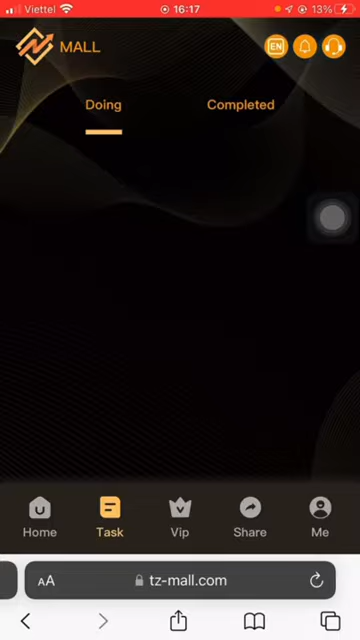 Viettel 16:17 13%
MALL EN
Doing Completed
Home Task Vip Share Me
AA tz-mall.com